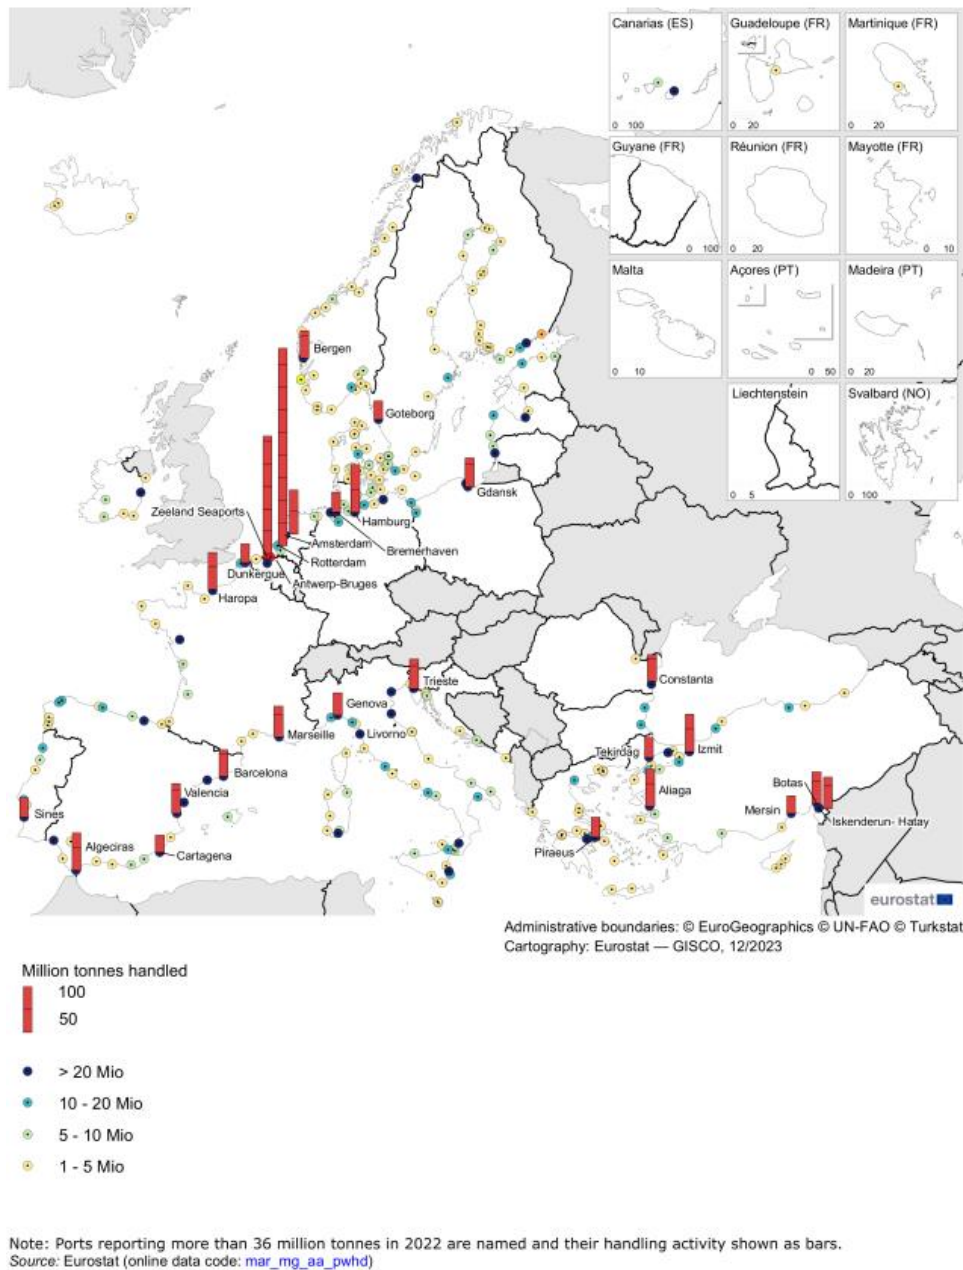 Canarias (ES)
Guadeloupe (FR)
Martinique (FR)
0 100
0 20
0 20
Guyane (FR)
Réunion (FR)
Mayotte (FR)
0 100
0 20
0 10
Malta
Açores (PT)
Madeira (PT)
0 10
0 50
0 20
Liechtenstein
Svalbard (NO)
0 5
0 100
Bergen
Goteborg
Gdansk
Zeeland Seaports
Hamburg
Amsterdam
Bremerhaven
Rotterdam
Dunkergue
Antwerp-Bruges
Haropa
Trieste
Constanta
Genova
Marseille
Livorno
Tekirdag
Izmit
Barcelona
Valencia
Botas
Aliaga
Sines
Mersin
Iskenderun- Hatay
Algeciras
Cartagena
Piraeus
eurostat
Administrative boundaries: © EuroGeographics © UN-FAO © Turkstat
Cartography: Eurostat — GISCO, 12/2023
Million tonnes handled
100
50
> 20 Mio
10 - 20 Mio
5 - 10 Mio
1 - 5 Mio
Note: Ports reporting more than 36 million tonnes in 2022 are named and their handling activity shown as bars.
Source: Eurostat (online data code: mar_mg_aa_pwhd)